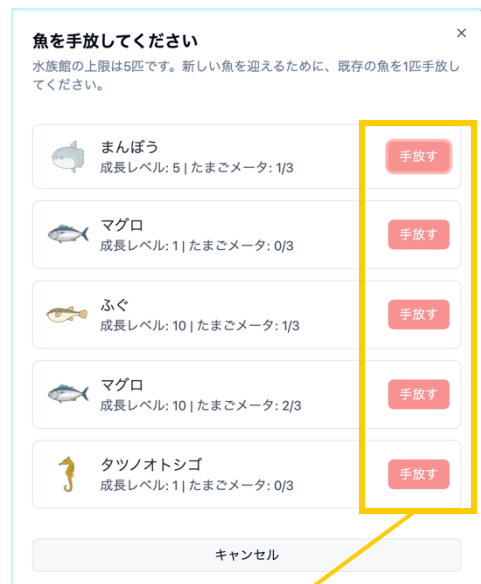 魚を手放してください
水族館の上限は5匹です。新しい魚を迎えるために、既存の魚を1匹手放し
てください。
×
まんぼう
成長レベル: 5 | たまごメータ: 1/3
手放す
マグロ
成長レベル: 1 | たまごメータ: 0/3
手放す
ふぐ
成長レベル: 10 | たまごメータ: 1/3
手放す
マグロ
成長レベル: 10 | たまごメータ: 2/3
手放す
タツノオトシゴ
成長レベル: 1 | たまごメータ: 0/3
手放す
キャンセル